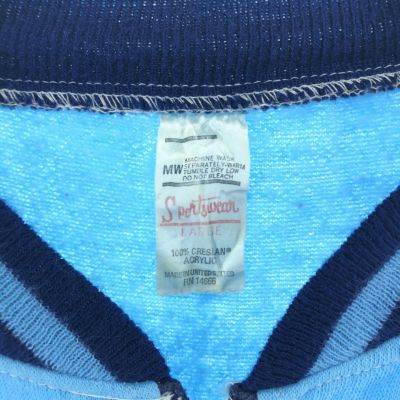 MACHINE WASH
MW SEPARATELY-WARM
TUMBLE DRY LOW
DO NOT BLEACH
Sportswear
LARGE
100% CRESLAN®
ACRYLIC
MADE IN UNITED STATES
RN 14666